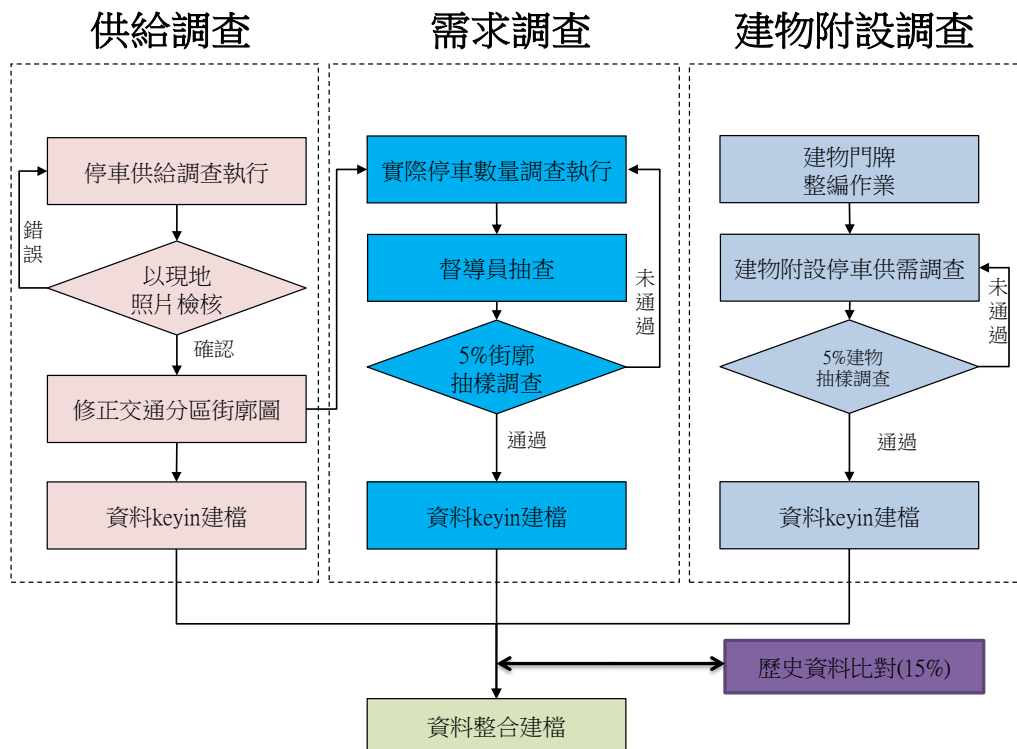 供給調查
需求調查
建物附設調查
停車供給調查執行
錯
誤
以現地
照片檢核
確認
修正交通分區街廓圖
資料keyin建檔
實際停車數量調查執行
督導員抽查
未
通
過
5%街廓
抽樣調查
通過
資料keyin建檔
建物門牌
整編作業
建物附設停車供需調查
未
通
過
5%建物
抽樣調查
通過
資料keyin建檔
歷史資料比對(15%)
資料整合建檔